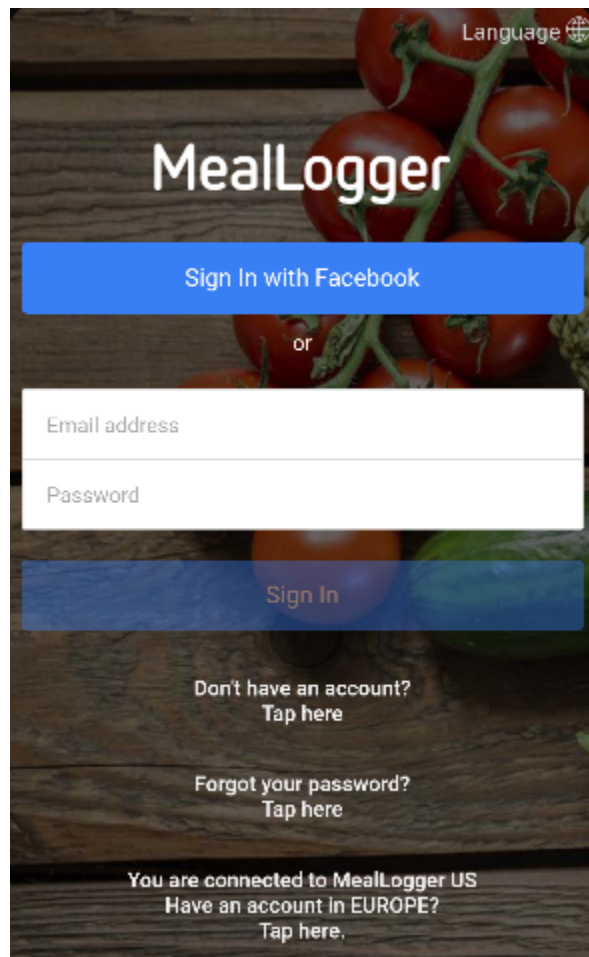 Language
MealLogger
Sign In with Facebook
or
Email address
Password
Sign In
Don't have an account?
Tap here
Forgot your password?
Tap here
You are connected to MealLogger US
Have an account in EUROPE?
Tap here.